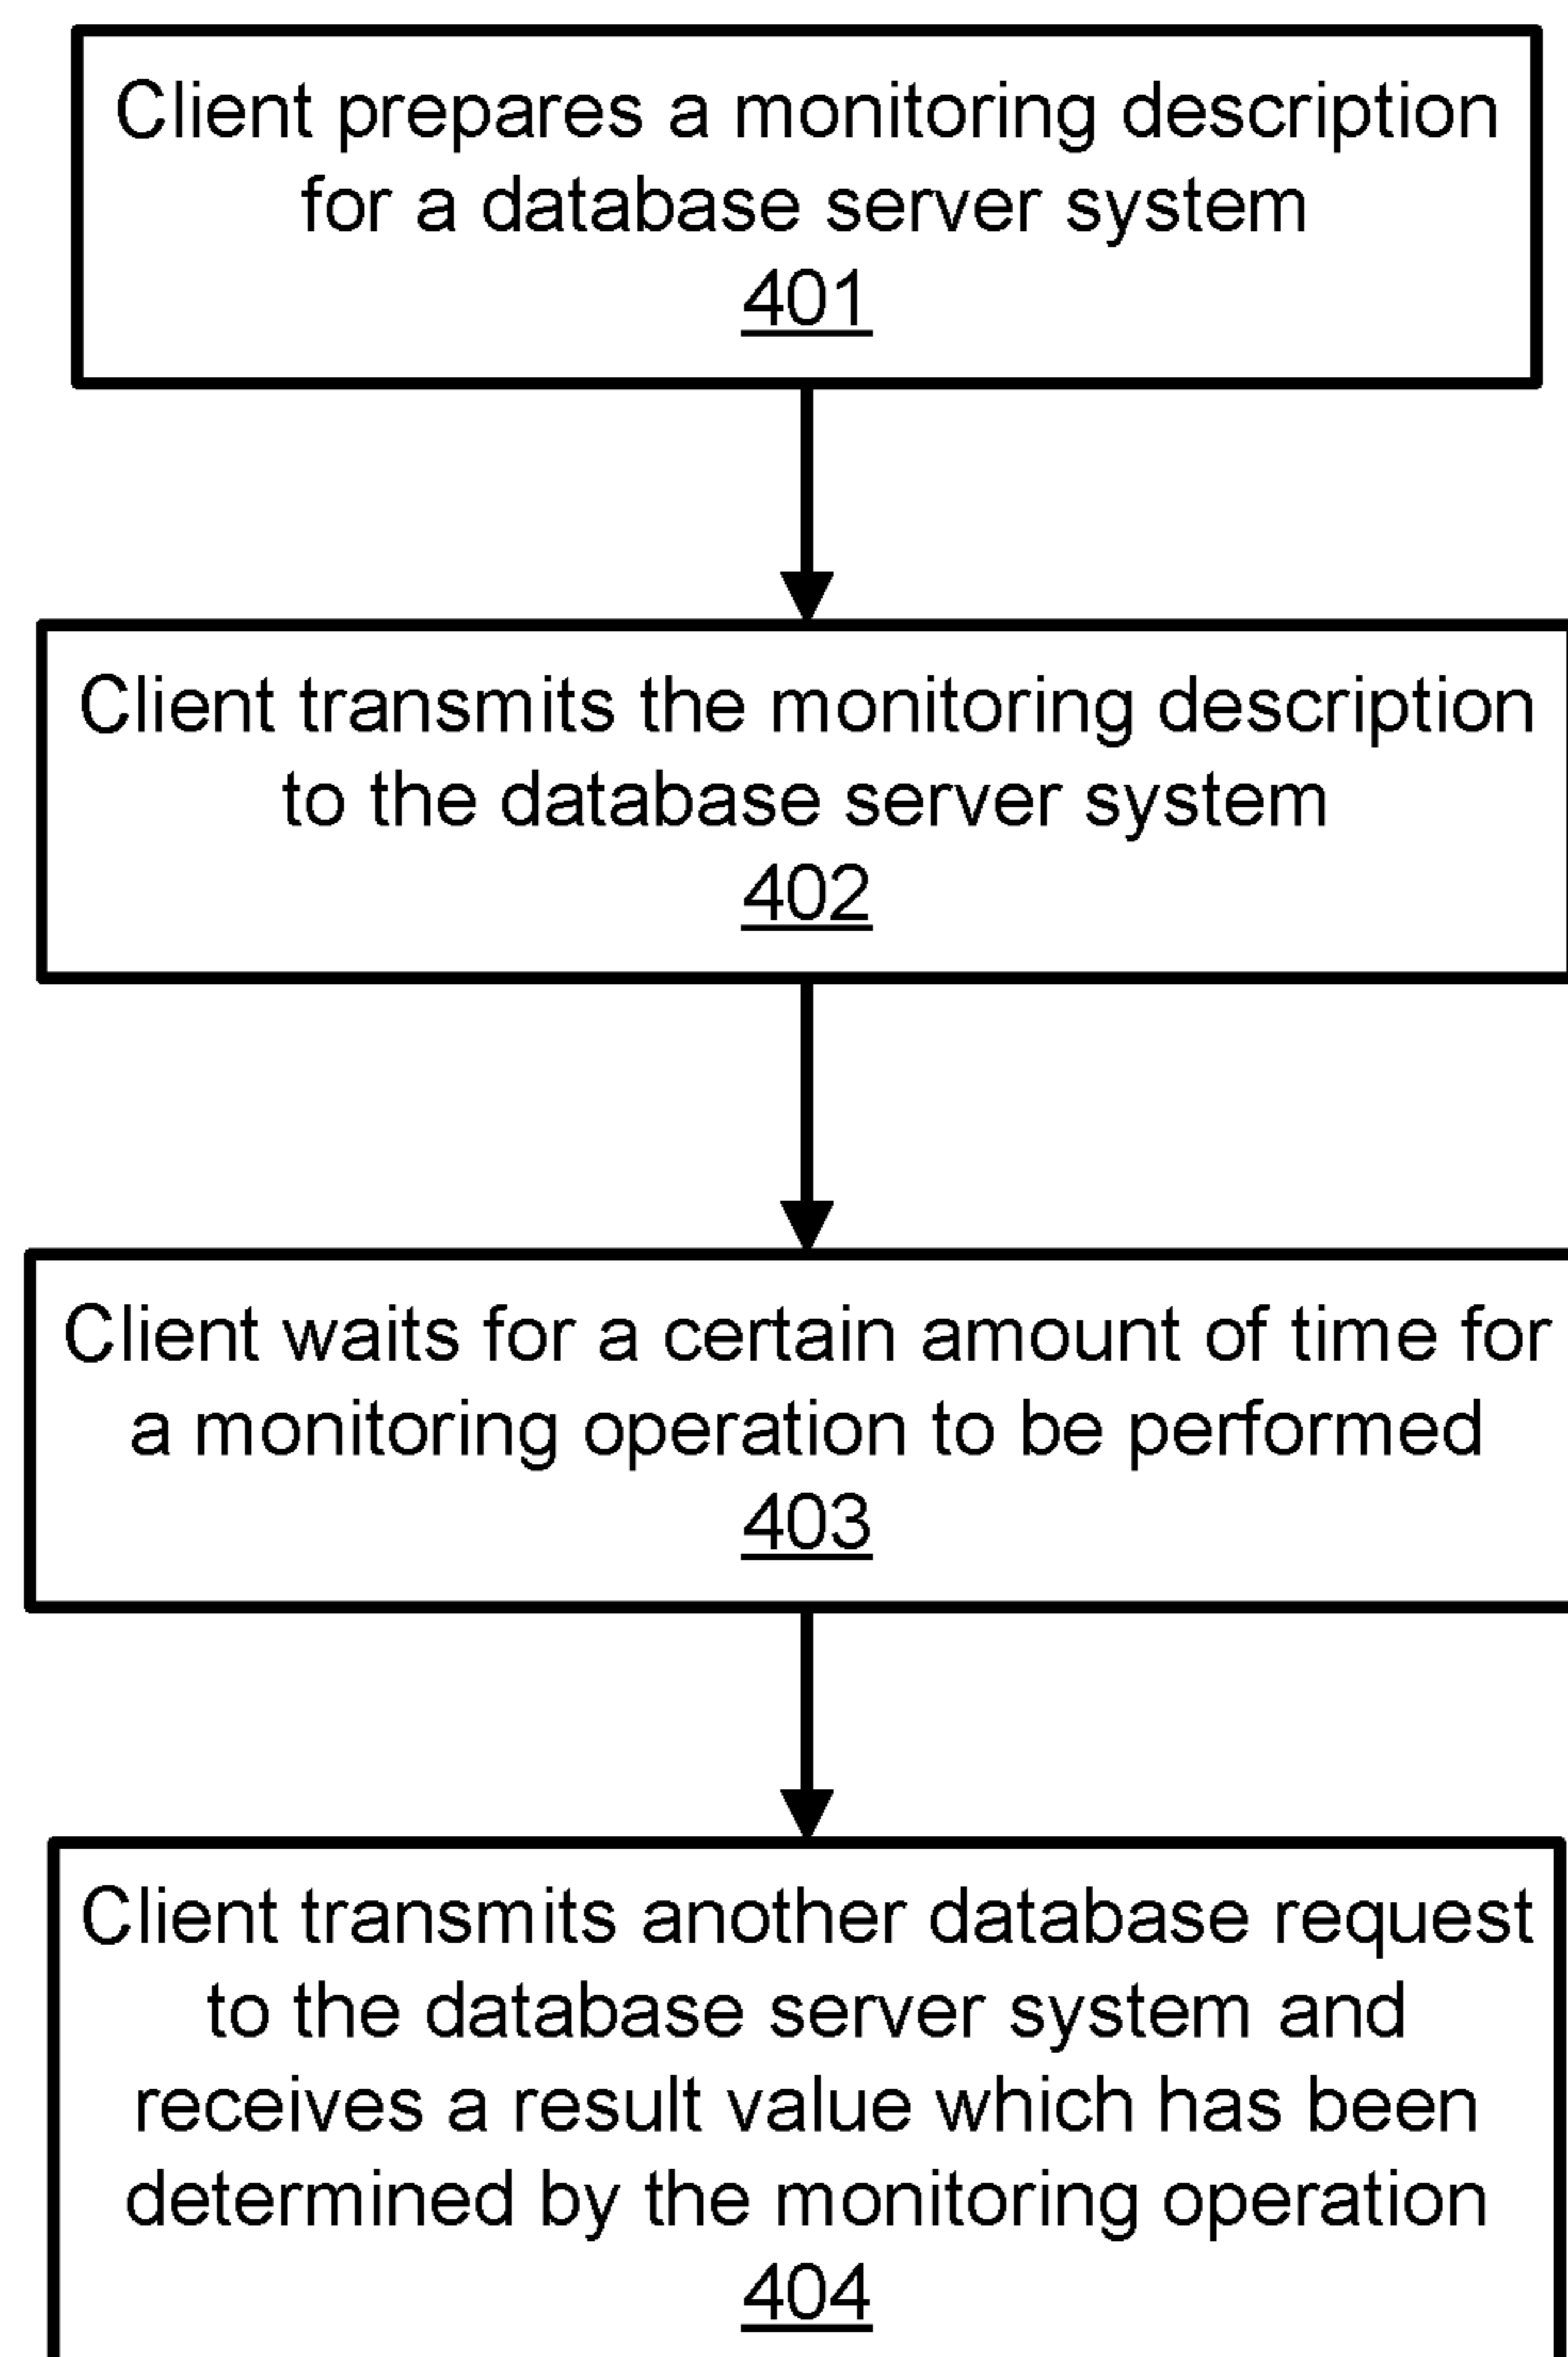 Client prepares a monitoring description
for a database server system
401
Client transmits the monitoring description
to the database server system
402
Client waits for a certain amount of time for
a monitoring operation to be performed
403
Client transmits another database request
to the database server system and
receives a result value which has been
determined by the monitoring operation
404